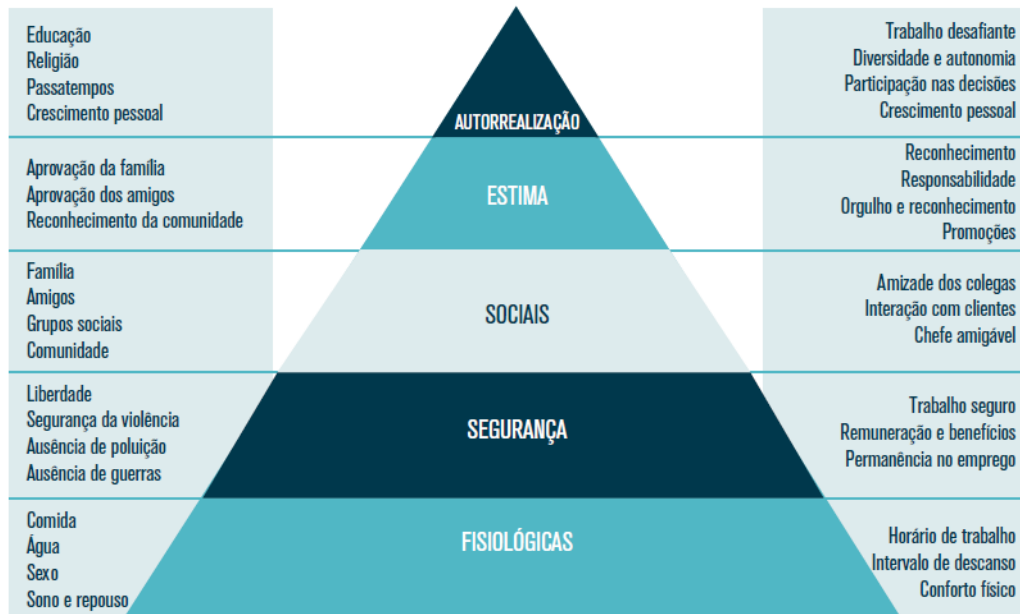 Educação
Religião
Passatempos
Crescimento pessoal
AUTORREALIZAÇÃO
Trabalho desafiante
Diversidade e autonomia
Participação nas decisões
Crescimento pessoal
Aprovação da família
Aprovação dos amigos
Reconhecimento da comunidade
ESTIMA
Reconhecimento
Responsabilidade
Orgulho e reconhecimento
Promoções
Família
Amigos
Grupos sociais
Comunidade
SOCIAIS
Amizade dos colegas
Interação com clientes
Chefe amigável
Liberdade
Segurança da violência
Ausência de poluição
Ausência de guerras
SEGURANÇA
Trabalho seguro
Remuneração e benefícios
Permanência no emprego
Comida
Água
Sexo
Sono e repouso
FISIOLÓGICAS
Horário de trabalho
Intervalo de descanso
Conforto físico